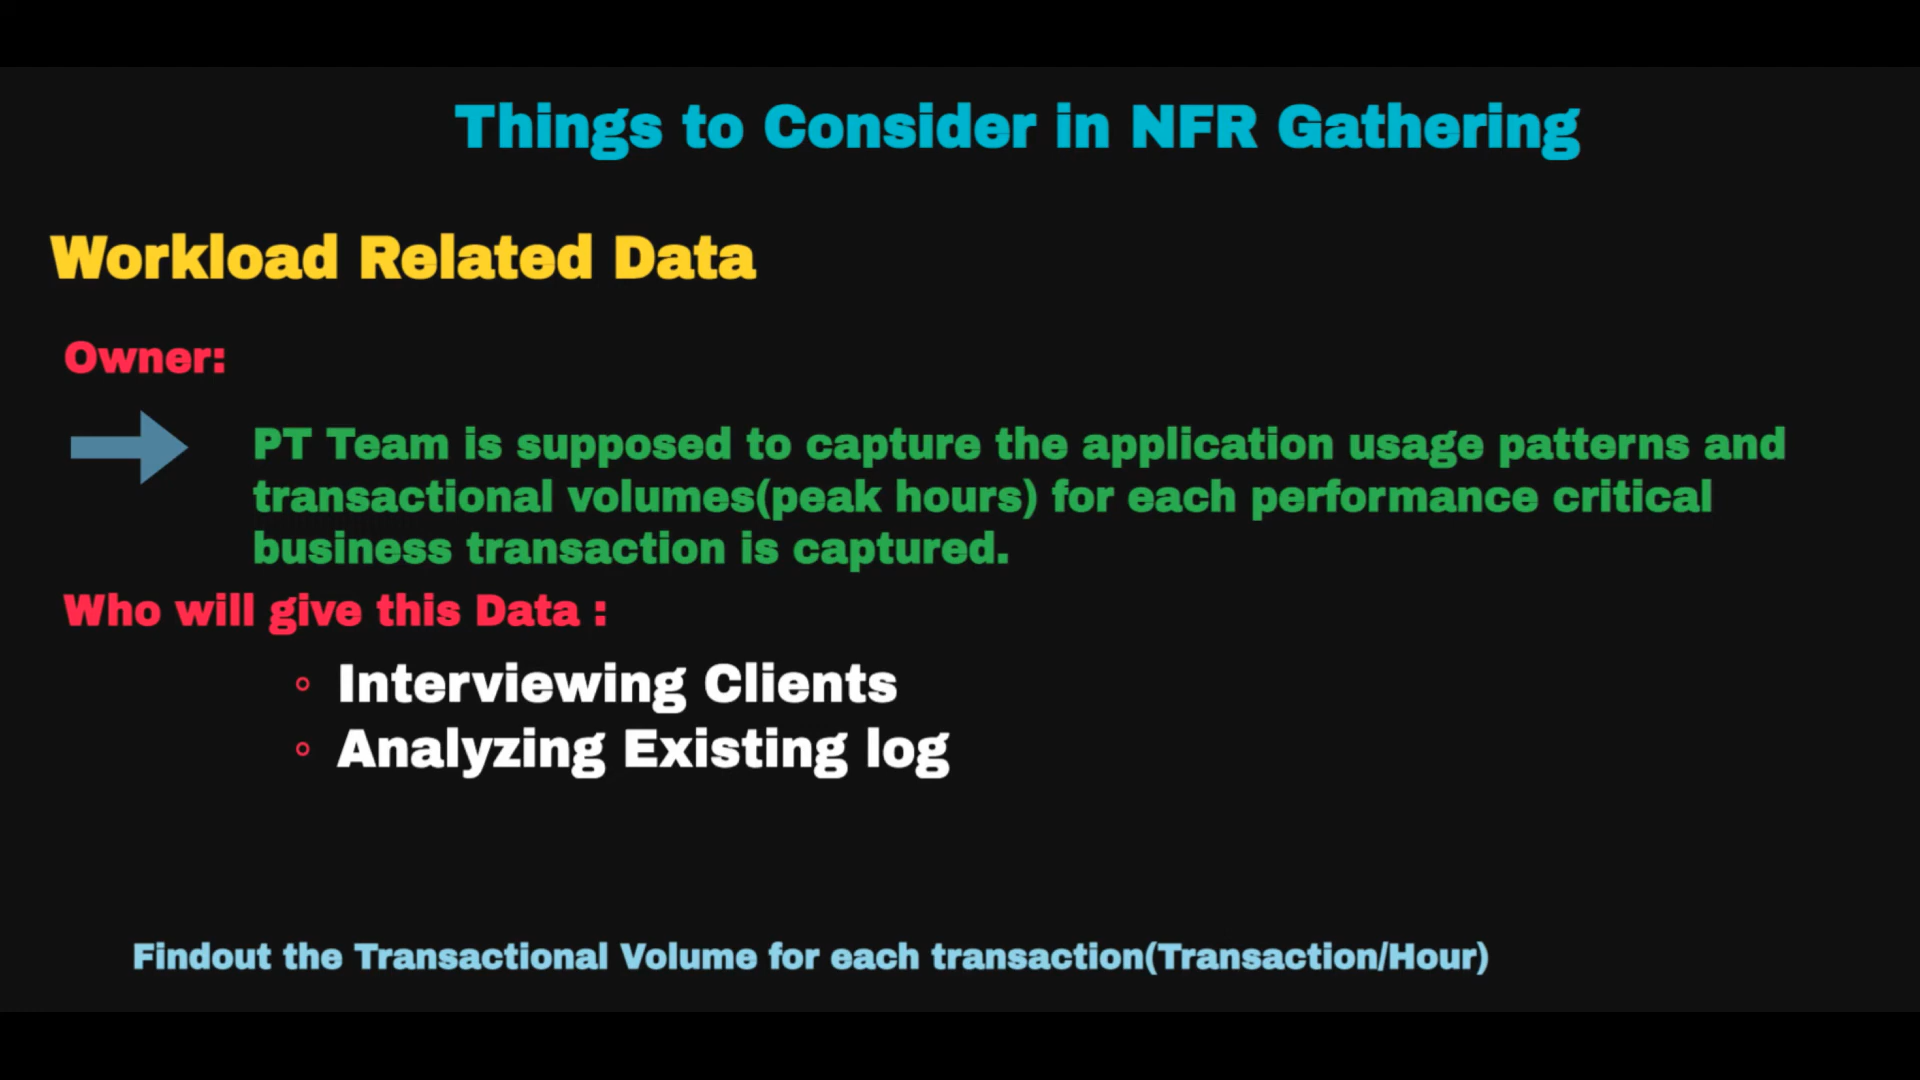 Things to Consider in NFR Gathering
Workload Related Data
Owner:
PT Team is supposed to capture the application usage patterns and
transactional volumes(peak hours) for each performance critical
business transaction is captured.
Who will give this Data :
Interviewing Clients
Analyzing Existing log
Findout the Transactional Volume for each transaction(Transaction/Hour)